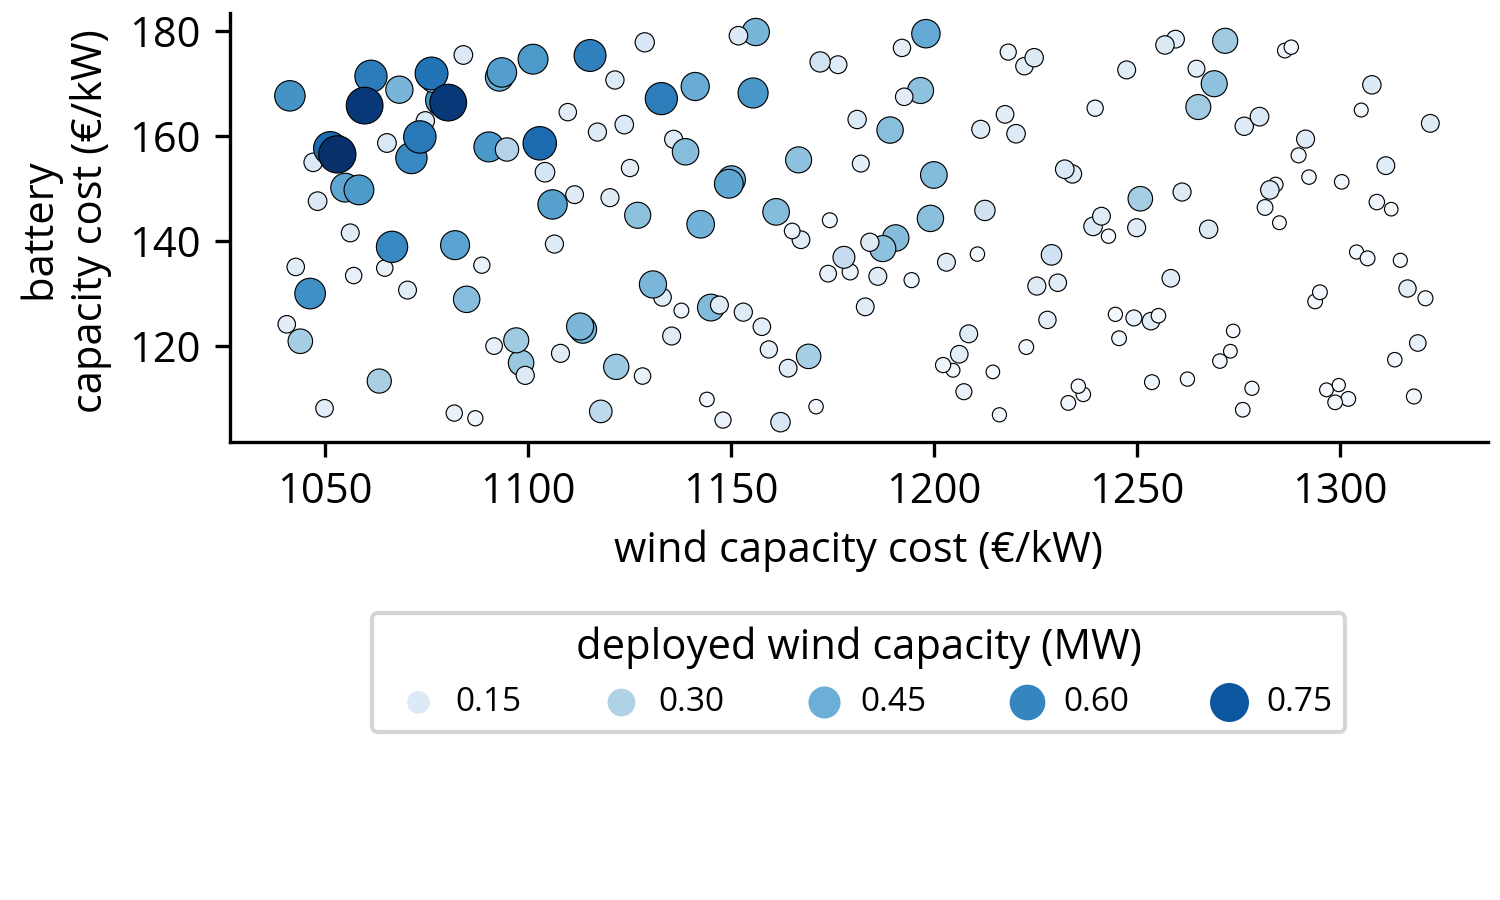 battery
capacity cost (€/kW)
180
160
140
120
1050 1100 1150 1200 1250 1300
wind capacity cost (€/kW)
deployed wind capacity (MW)
0.15 0.30 0.45 0.60 0.75